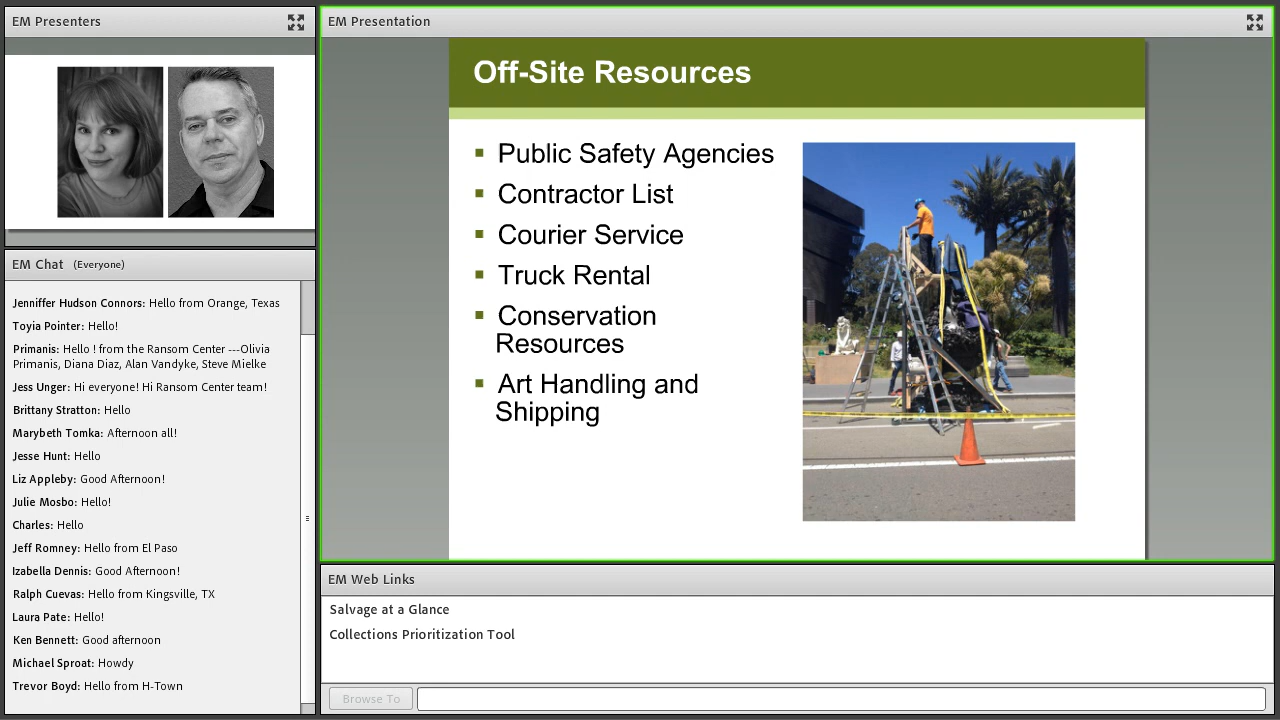 EM Presenters
EM Chat (Everyone)
Jenniffer Hudson Connors: Hello from Orange, Texas
Toyia Pointer: Hello!
Primanis: Hello ! from the Ransom Center ---Olivia
Primanis, Diana Diaz, Alan Vandyke, Steve Mielke
Jess Unger: Hi everyone! Hi Ransom Center team!
Brittany Stratton: Hello
Marybeth Tomka: Afternoon all!
Jesse Hunt: Hello
Liz Appleby: Good Afternoon!
Julie Mosbo: Hello!
Charles: Hello
Jeff Romney: Hello from El Paso
Izabella Dennis: Good Afternoon!
Ralph Cuevas: Hello from Kingsville, TX
Laura Pate: Hello!
Ken Bennett: Good afternoon
Michael Sproat: Howdy
Trevor Boyd: Hello from H-Town
EM Presentation
Off-Site Resources
Public Safety Agencies
Contractor List
Courier Service
Truck Rental
Conservation
Resources
Art Handling and
Shipping
EM Web Links
Salvage at a Glance
Collections Prioritization Tool
Browse To